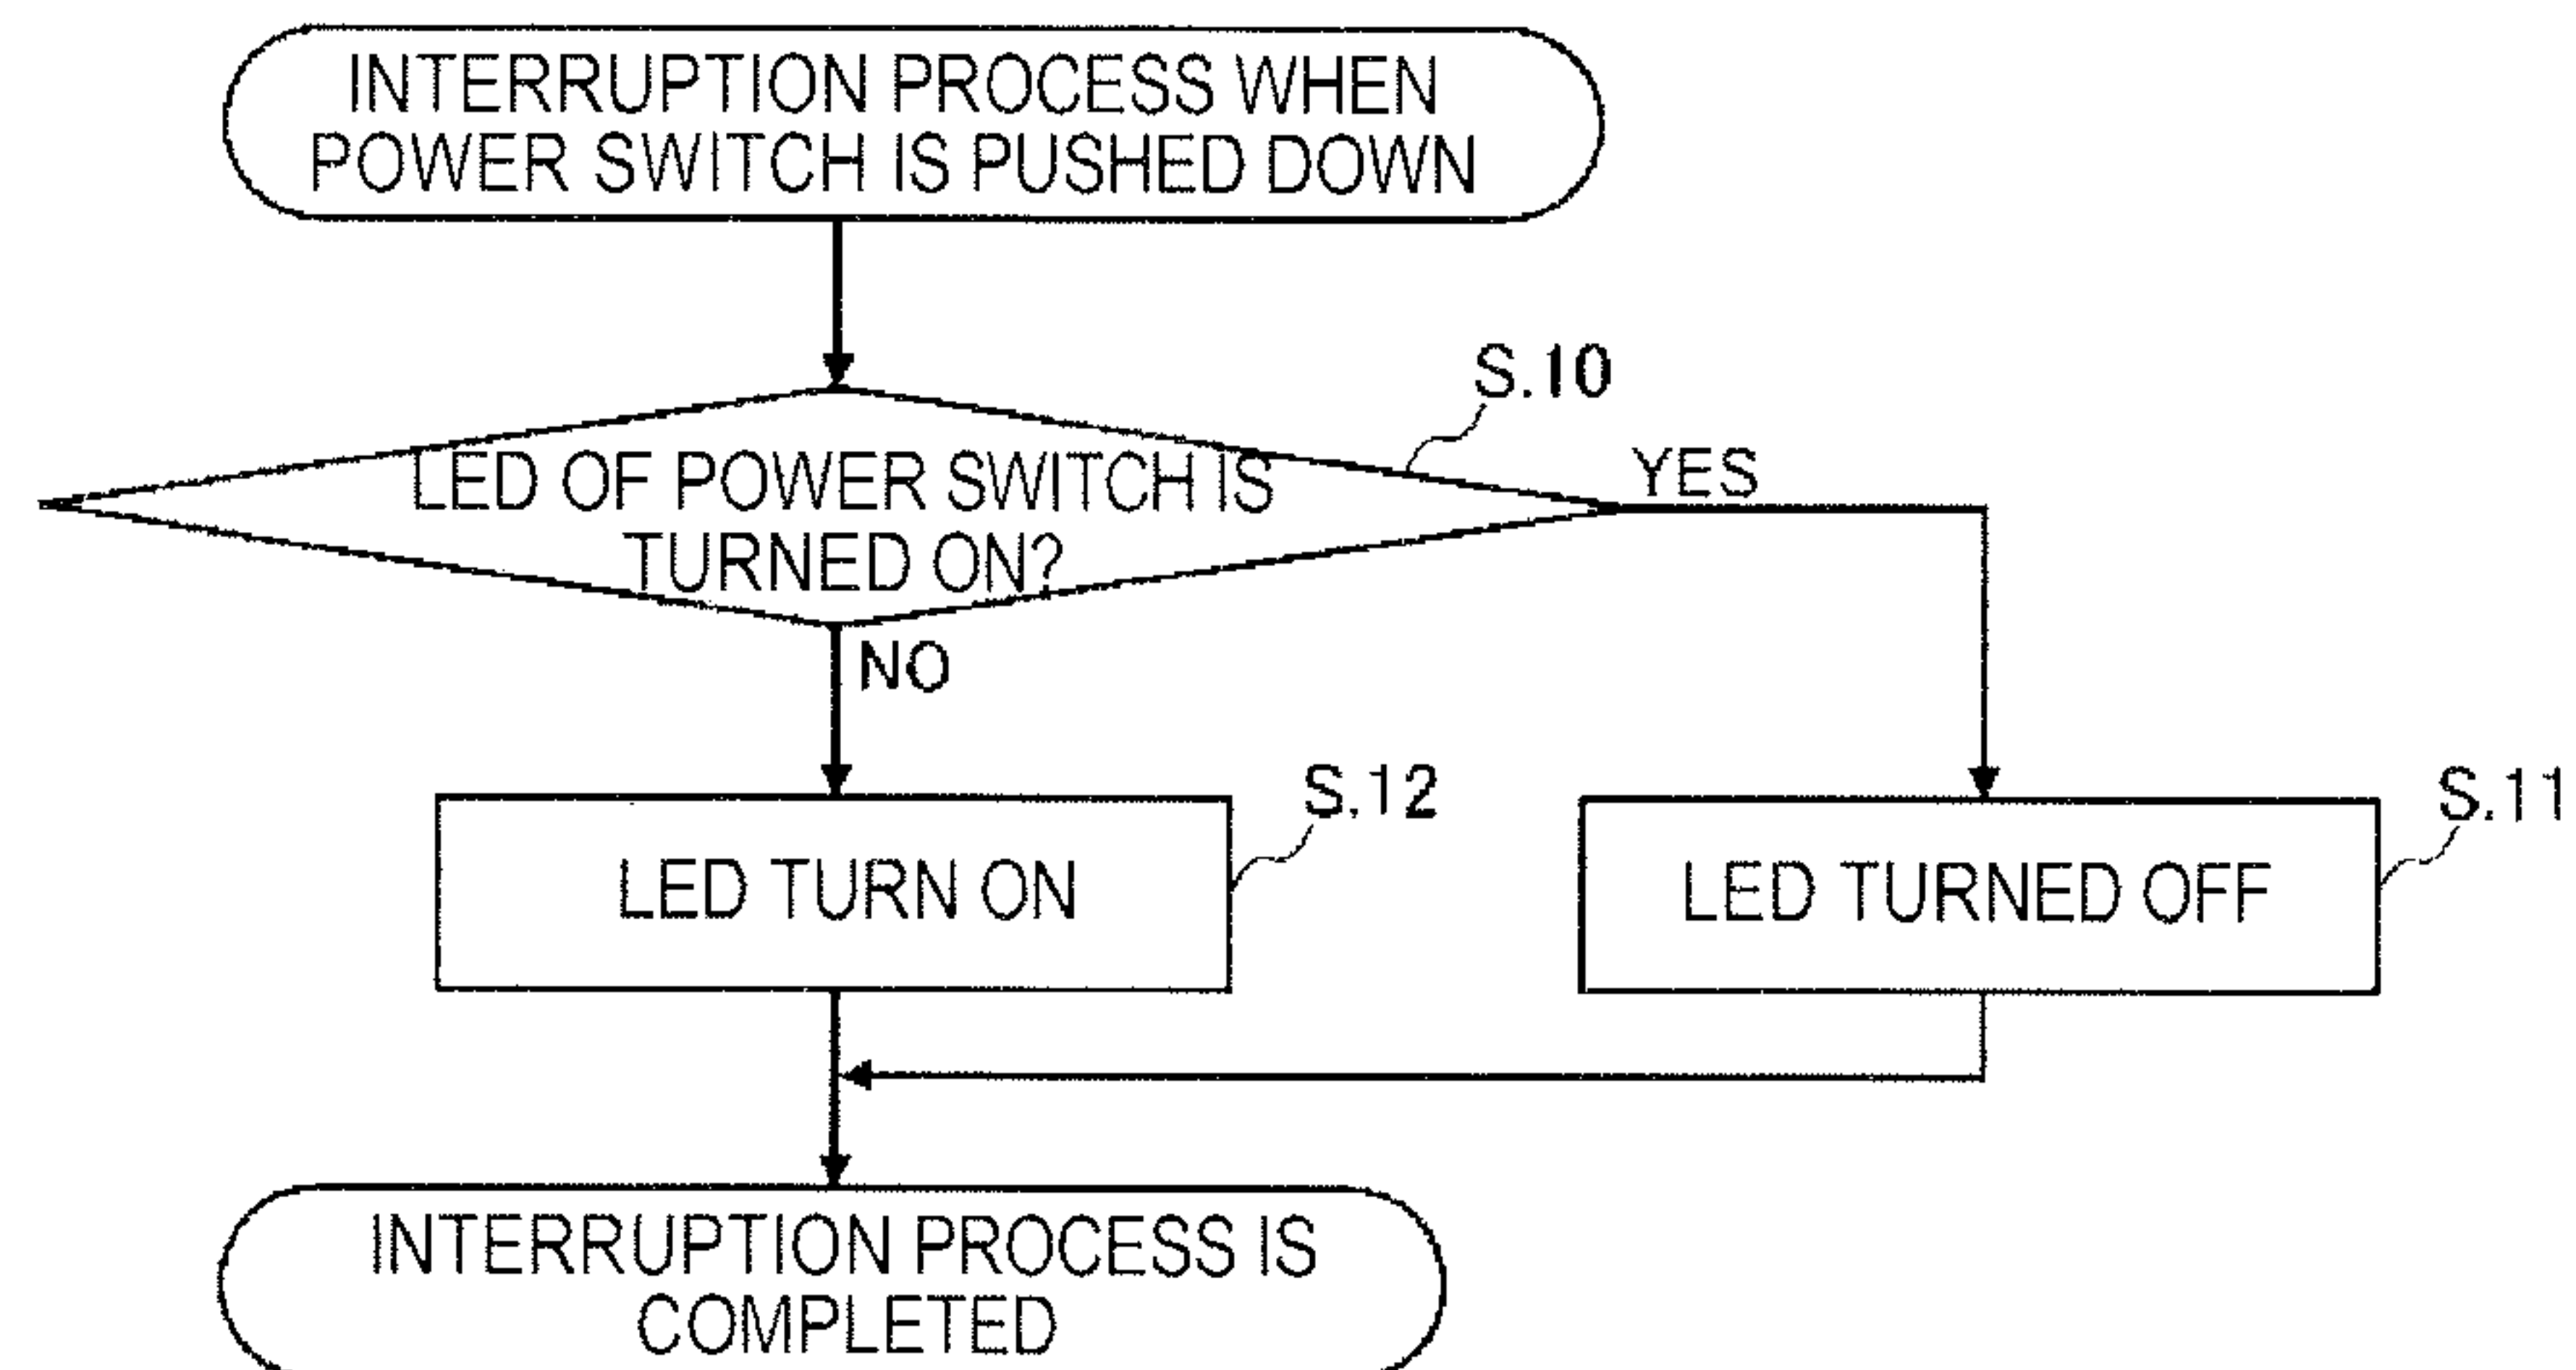 INTERRUPTION PROCESS WHEN
POWER SWITCH IS PUSHED DOWN
S.10
LED OF POWER SWITCH IS
TURNED ON?
YES
NO
S.12
S.11
LED TURN ON
LED TURNED OFF
INTERRUPTION PROCESS IS
COMPLETED